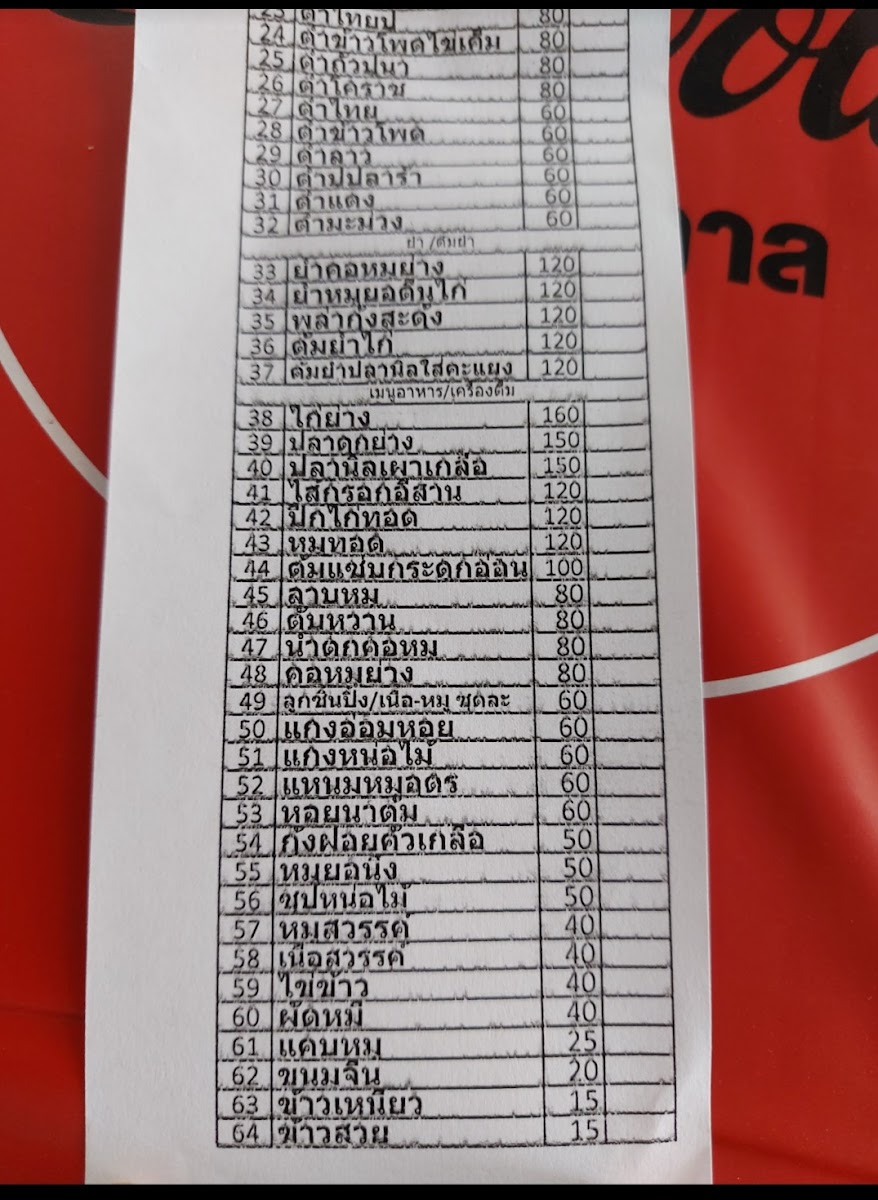 23 ตำไทยปู 80
24 ตำข้าวโพดไข่เค็ม 80
25 ตำถั่วปูนา 80
26 ตำโคราช 80
27 ตำไทย 60
28 ตำข้าวโพด 60
29 ตำลาว 60
30 ตำปูปลาร้า 60
31 ตำแตง 60
32 ตำมะม่วง 60
ยำ /ต้มยำ
33 ยำคอหมูย่าง 120
34 ยำหมูยอตีนไก่ 120
35 พล่ากุ้งสะดุ้ง 120
36 ต้มยำไก่ 120
37 ต้มยำปลานิลใส่คะแยง 120
เมนูอาหาร/เครื่องดื่ม
38 ไก่ย่าง 160
39 ปลาดุกย่าง 150
40 ปลานิลเผาเกลือ 150
41 ไส้กรอกอีสาน 120
42 ปีกไก่ทอด 120
43 หมูทอด 120
44 ต้มแซ่บกระดูกอ่อน 100
45 ลาบหมู 80
46 ตับหวาน 80
47 น้ำตกคอหมู 80
48 คอหมูย่าง 80
49 ลูกชิ้นปิ้ง/เนื้อ-หมู ชุดละ 60
50 แกงอ่อมหอย 60
51 แกงหน่อไม้ 60
52 แหนมหมูอุดร 60
53 หอยนาต้ม 60
54 กุ้งฝอยคั่วเกลือ 50
55 หมูยอนึ่ง 50
56 ซุปหน่อไม้ 50
57 หมูสวรรค์ 40
58 เนื้อสวรรค์ 40
59 ไข่ข้าว 40
60 ผัดหมี่ 40
61 แคบหมู 25
62 ขนมจีน 20
63 ข้าวเหนียว 15
64 ข้าวสวย 15